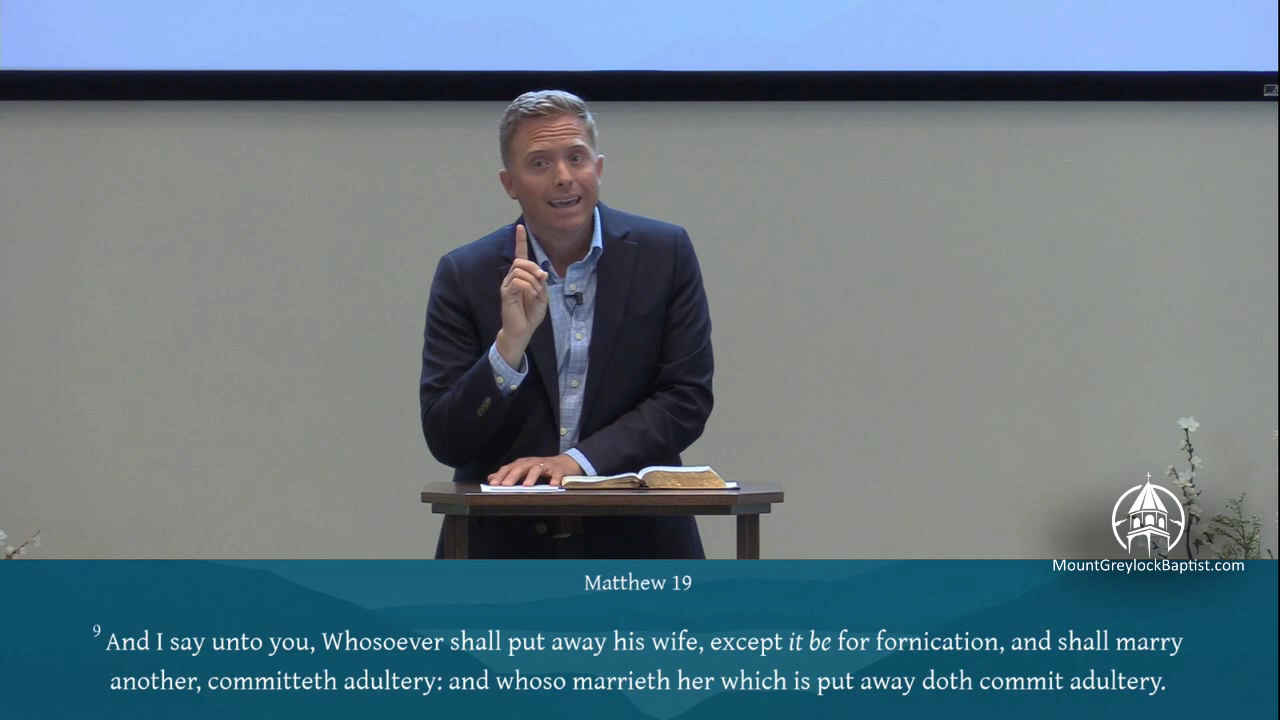 MountGreylockBaptist.com
Matthew 19
9 And I say unto you, Whosoever shall put away his wife, except it be for fornication, and shall marry
another, committeth adultery: and whoso marrieth her which is put away doth commit adultery.